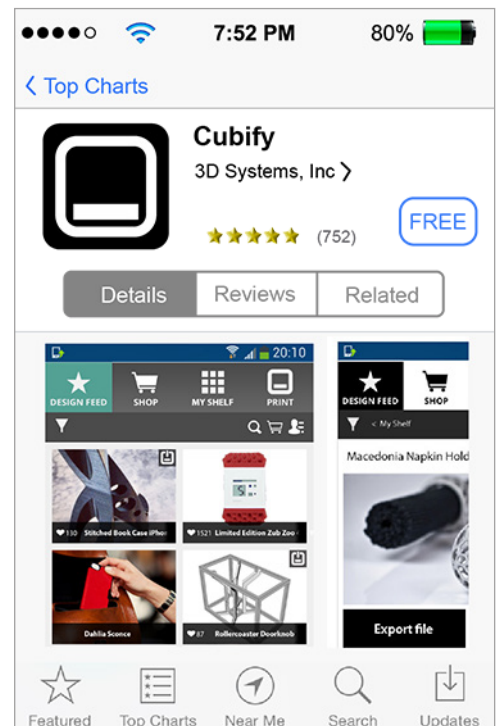 7:52 PM 80%
Top Charts
Cubify
3D Systems, Inc
(752)
FREE
Details Reviews Related
20:10
DESIGN FEED SHOP MY SHELF PRINT
DESIGN FEED SHOP
< My Shelf
Macedonia Napkin Hold
130 Stitched Book Case iPhon
1521 Limited Edition Zub Zoo
Dahlia Sconce
87 Rollercoaster Doorknob
Export file
Featured Top Charts Near Me Search Updates